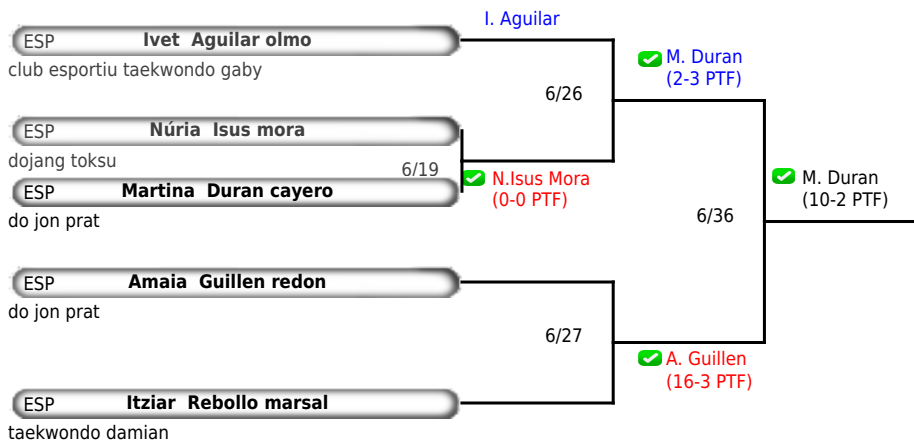 I. Aguilar
ESP Ivet Aguilar olmo
club esportiu taekwondo gaby
M. Duran
(2-3 PTF)
6/26
ESP Núria Isus mora
dojang toksu
6/19
ESP Martina Duran cayero
do jon prat
N.Isus Mora
(0-0 PTF)
M. Duran
(10-2 PTF)
6/36
ESP Amaia Guillen redon
do jon prat
6/27
A. Guillen
(16-3 PTF)
ESP Itziar Rebollo marsal
taekwondo damian